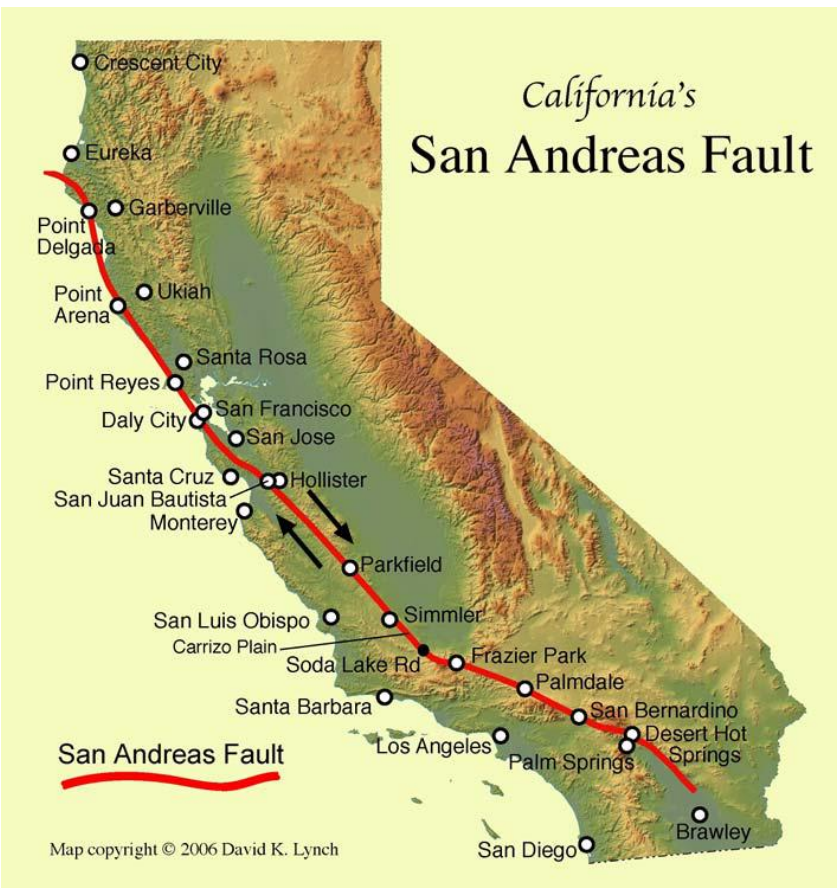 California's
San Andreas Fault
Crescent City
Eureka
Garberville
Point
Delgada
Ukiah
Point
Arena
Santa Rosa
Point Reyes
San Francisco
Daly City
San Jose
Santa Cruz
Hollister
San Juan Bautista
Monterey
Parkfield
San Luis Obispo
Simmler
Carrizo Plain
Soda Lake Rd
Frazier Park
Palmdale
Santa Barbara
San Bernardino
Desert Hot
Springs
Los Angeles
Palm Springs
San Andreas Fault
Brawley
Map copyright © 2006 David K. Lynch
San Diego